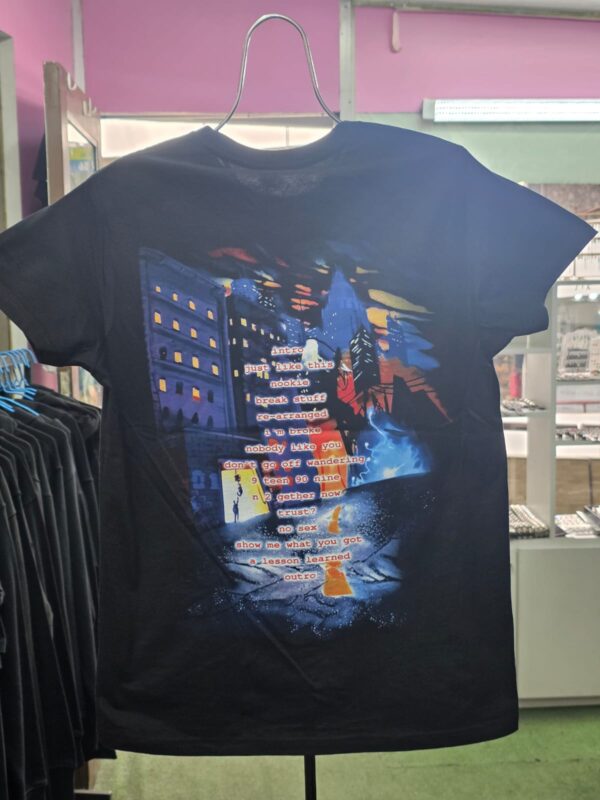 intro
just like this
nookie
break stuff
re-arranged
i'm broke
nobody like you
don't go off wandering
9 teen 90 nine
n 2 gether now
trust?
no sex
show me what you got
a lesson learned
outro